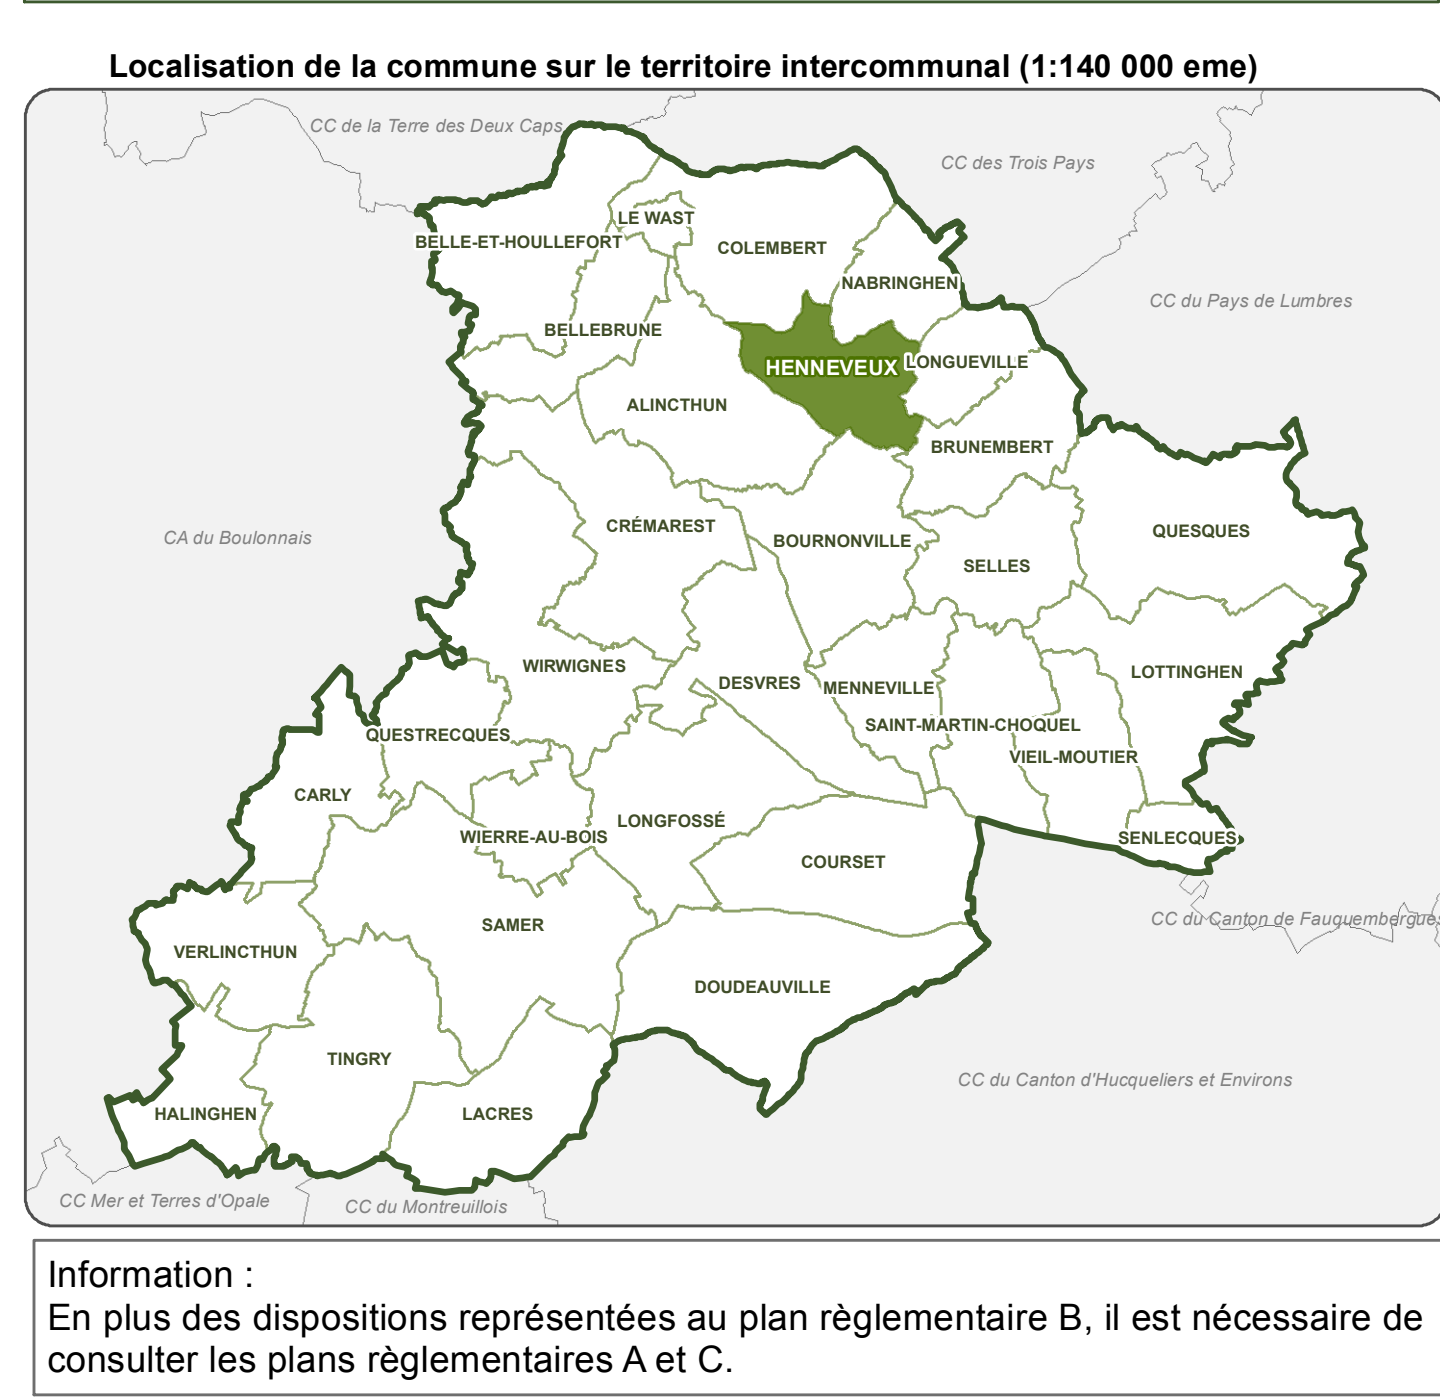 Localisation de la commune sur le territoire intercommunal (1:140 000 eme)
CC de la Terre des Deux Caps
CC des Trois Pays
LE WAST
BELLE-ET-HOULLEFORT
COLEMBERT
NABRINGHEN
CC du Pays de Lumbres
BELLEBRUNE
HENNEVEUX
LONGUEVILLE
ALINCTHUN
BRUNEMBERT
CRÉMAREST
QUESQUES
CA du Boulonnais
BOURNONVILLE
SELLES
WIRWIGNES
LOTTINGHEN
DESVRES
MENNEVILLE
SAINT-MARTIN-CHOQUEL
QUESTRECQUES
VIEIL-MOUTIER
CARLY
LONGFOSSÉ
WIERRE-AU-BOIS
SENLECQUES
COURSET
CC du Canton de Fauquembergues
SAMER
VERLINCTHUN
DOUDEAUVILLE
TINGRY
CC du Canton d'Hucqueliers et Environs
HALINGHEN
LACRES
CC Mer et Terres d'Opale
CC du Montreuillois
Information :
En plus des dispositions représentées au plan règlementaire B, il est nécessaire de
consulter les plans règlementaires A et C.